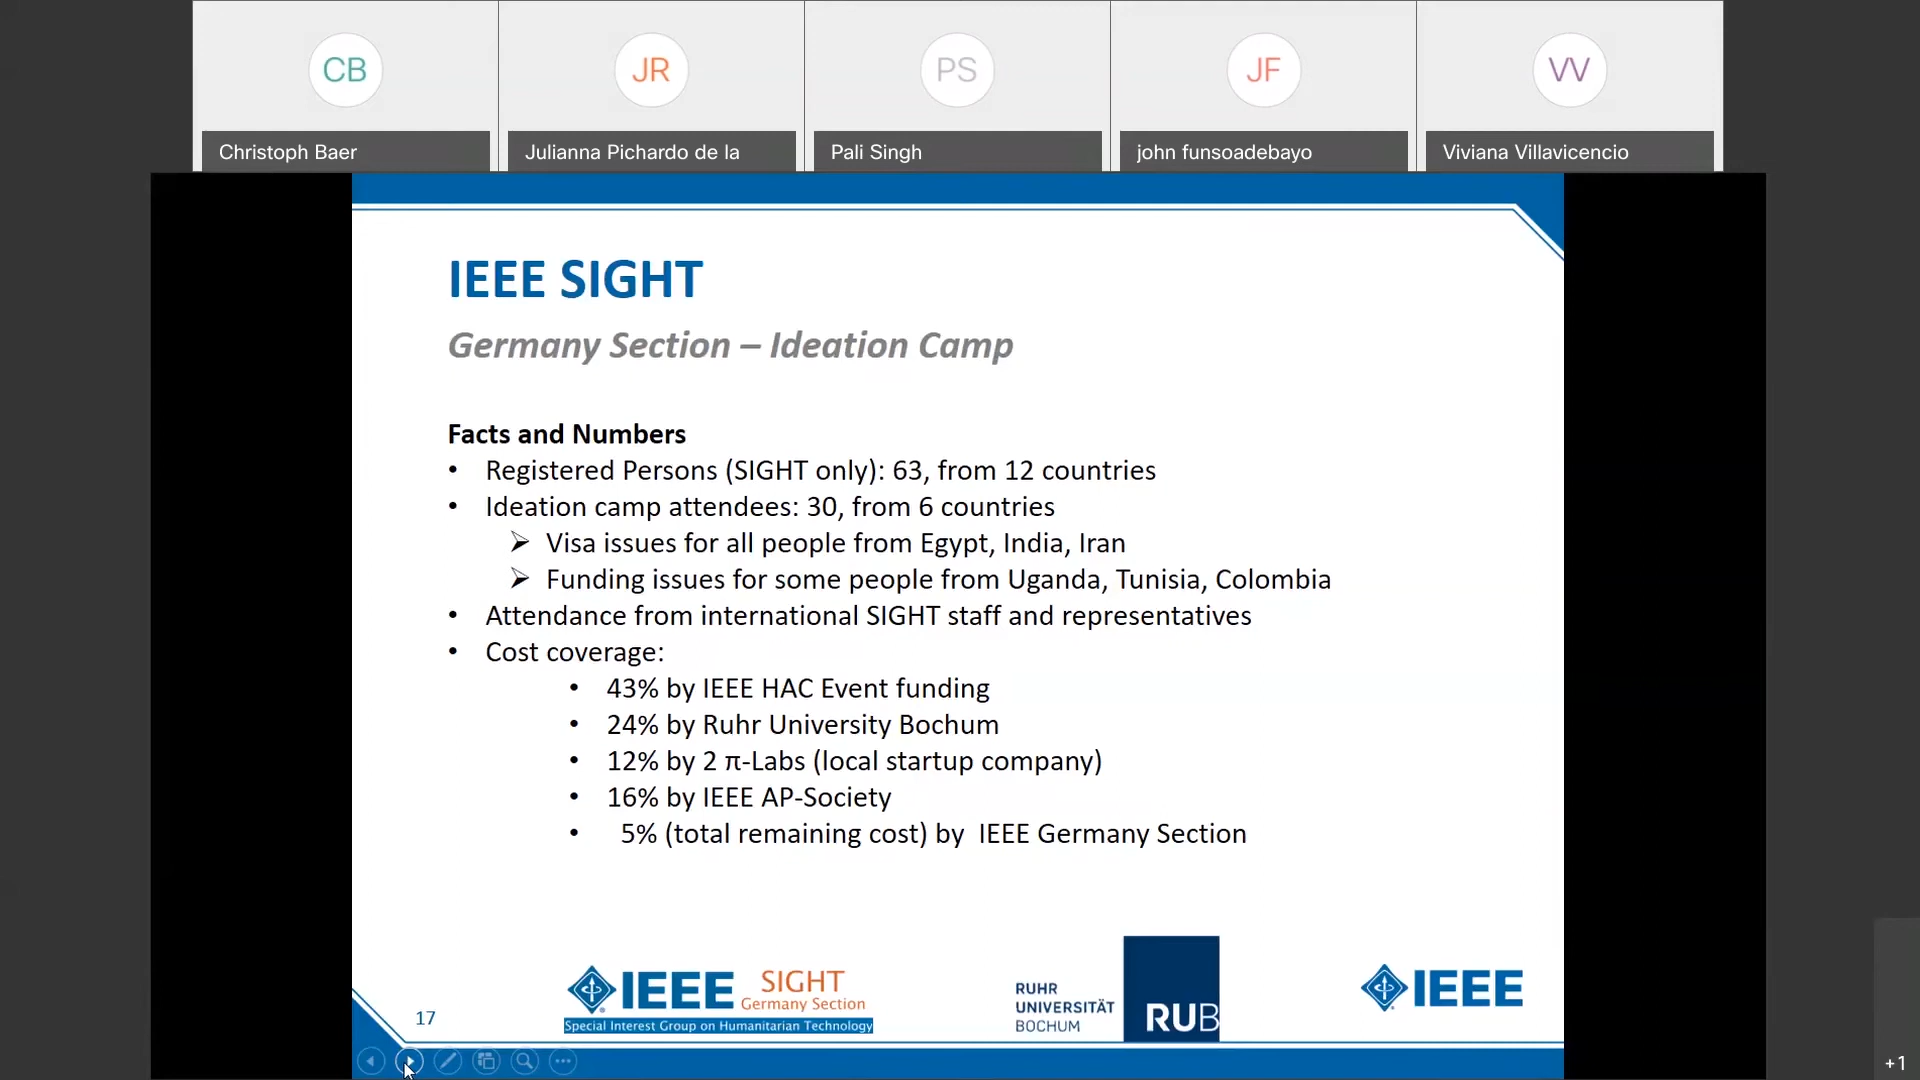 CB
JR
PS
JF
VV
Christoph Baer
Julianna Pichardo de la
Pali Singh
john funsoadebayo
Viviana Villavicencio
IEEE SIGHT
Germany Section – Ideation Camp
Facts and Numbers
• Registered Persons (SIGHT only): 63, from 12 countries
• Ideation camp attendees: 30, from 6 countries
➢ Visa issues for all people from Egypt, India, Iran
➢ Funding issues for some people from Uganda, Tunisia, Colombia
• Attendance from international SIGHT staff and representatives
• Cost coverage:
• 43% by IEEE HAC Event funding
• 24% by Ruhr University Bochum
• 12% by 2 π-Labs (local startup company)
• 16% by IEEE AP-Society
• 5% (total remaining cost) by IEEE Germany Section
17
IEEE SIGHT
Germany Section
Special Interest Group on Humanitarian Technology
RUHR
UNIVERSITÄT
BOCHUM
RUB
IEEE
+1